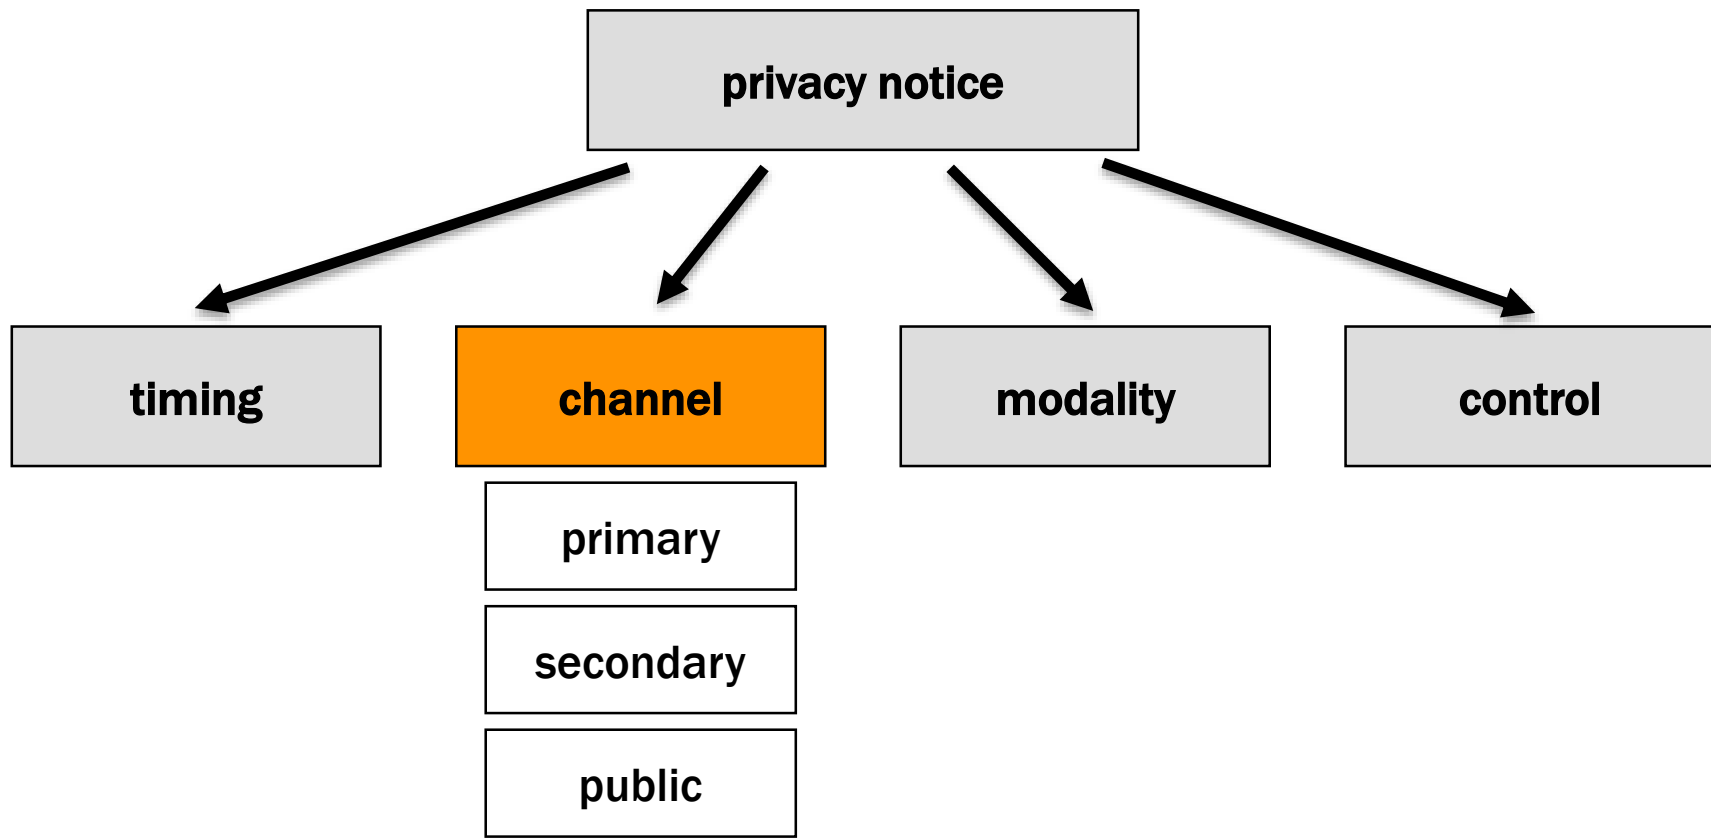 privacy notice
timing
channel
modality
control
primary
secondary
public